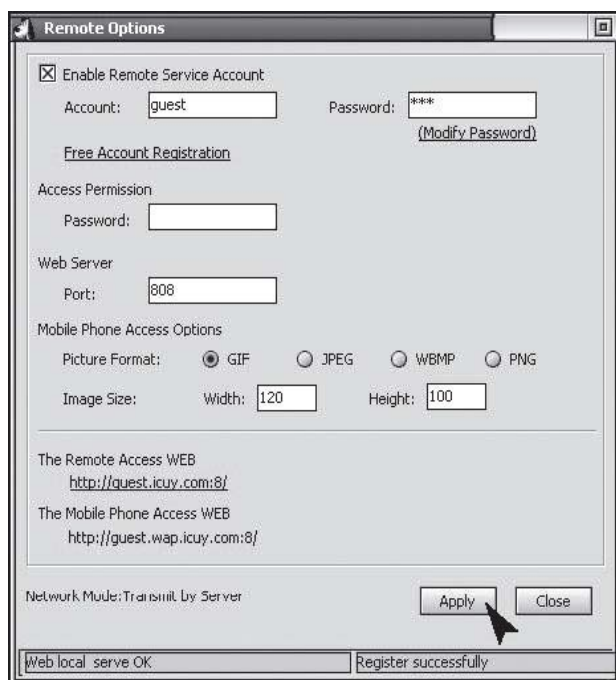 Remote Options
Enable Remote Service Account
Account: guest Password: ***
(Modify Password)
Free Account Registration
Access Permission
Password:
Web Server
Port: 808
Mobile Phone Access Options
Picture Format: GIF JPEG WBMP PNG
Image Size: Width: 120 Height: 100
The Remote Access WEB
http://guest.icuy.com:8/
The Mobile Phone Access WEB
http://guest.wap.icuy.com:8/
Network Mode:Transmit by Server
Apply Close
Web local serve OK Register successfully